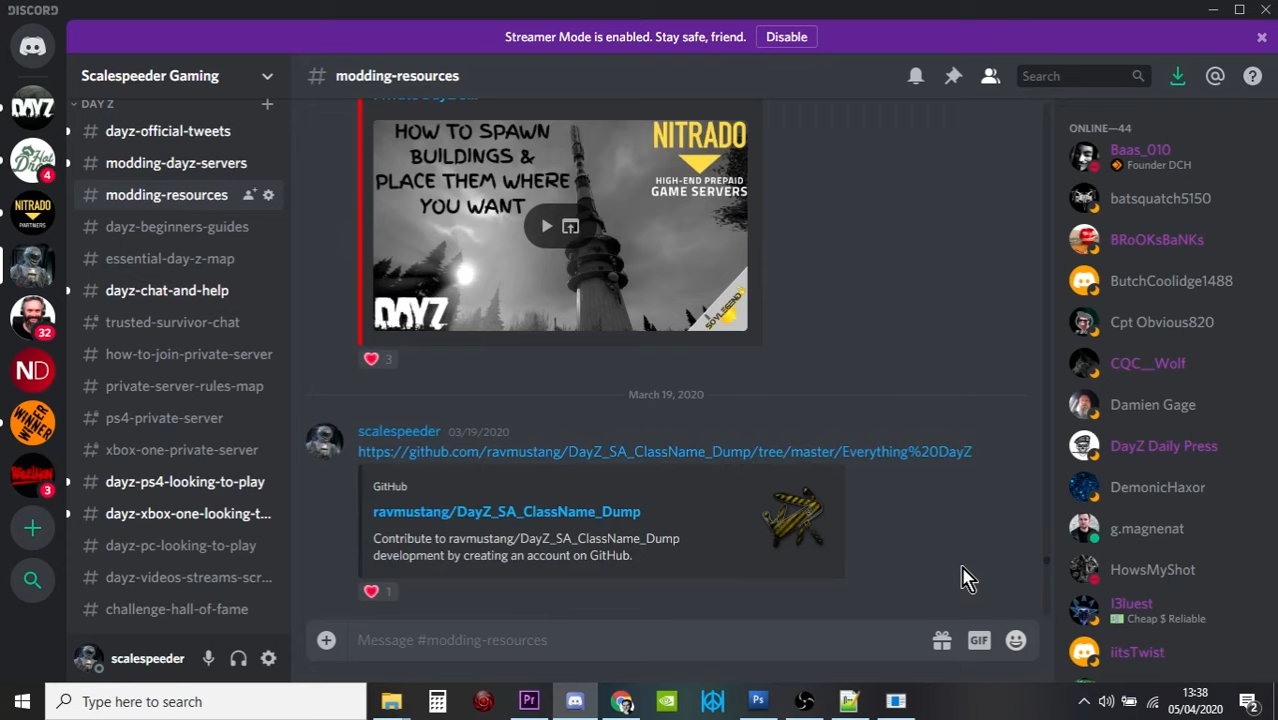 DISCORD
Streamer Mode is enabled. Stay safe, friend. Disable
Scalespeeder Gaming
modding-resources
Search
DAY Z
dayz-official-tweets
modding-dayz-servers
modding-resources
dayz-beginners-guides
essential-day-z-map
dayz-chat-and-help
trusted-survivor-chat
how-to-join-private-server
private-server-rules-map
ps4-private-server
xbox-one-private-server
dayz-ps4-looking-to-play
dayz-xbox-one-looking-t...
dayz-pc-looking-to-play
dayz-videos-streams-scr...
challenge-hall-of-fame
scalespeeder
DAYZ
4
NITRADO
PARTNERS
32
ND
WINNER
3
HOW TO SPAWN
BUILDINGS &
PLACE THEM WHERE
YOU WANT
NITRADO
HIGH-END PREPAID
GAME SERVERS
DAYZ
3
March 19, 2020
scalespeeder 03/19/2020
https://github.com/ravmustang/DayZ_SA_ClassName_Dump/tree/master/Everything%20DayZ
GitHub
ravmustang/DayZ_SA_ClassName_Dump
Contribute to ravmustang/DayZ_SA_ClassName_Dump
development by creating an account on GitHub.
1
Message #modding-resources
GIF
ONLINE—44
Baas_010
Founder DCH
batsquatch5150
BRoOKsBaNKs
ButchCoolidge1488
Cpt Obvious820
CQC__Wolf
Damien Gage
DayZ Daily Press
DemonicHaxor
g.magnenat
HowsMyShot
l3luest
Cheap $ Reliable
iitsTwist
Type here to search
Pr
Ps
13:38
05/04/2020
2